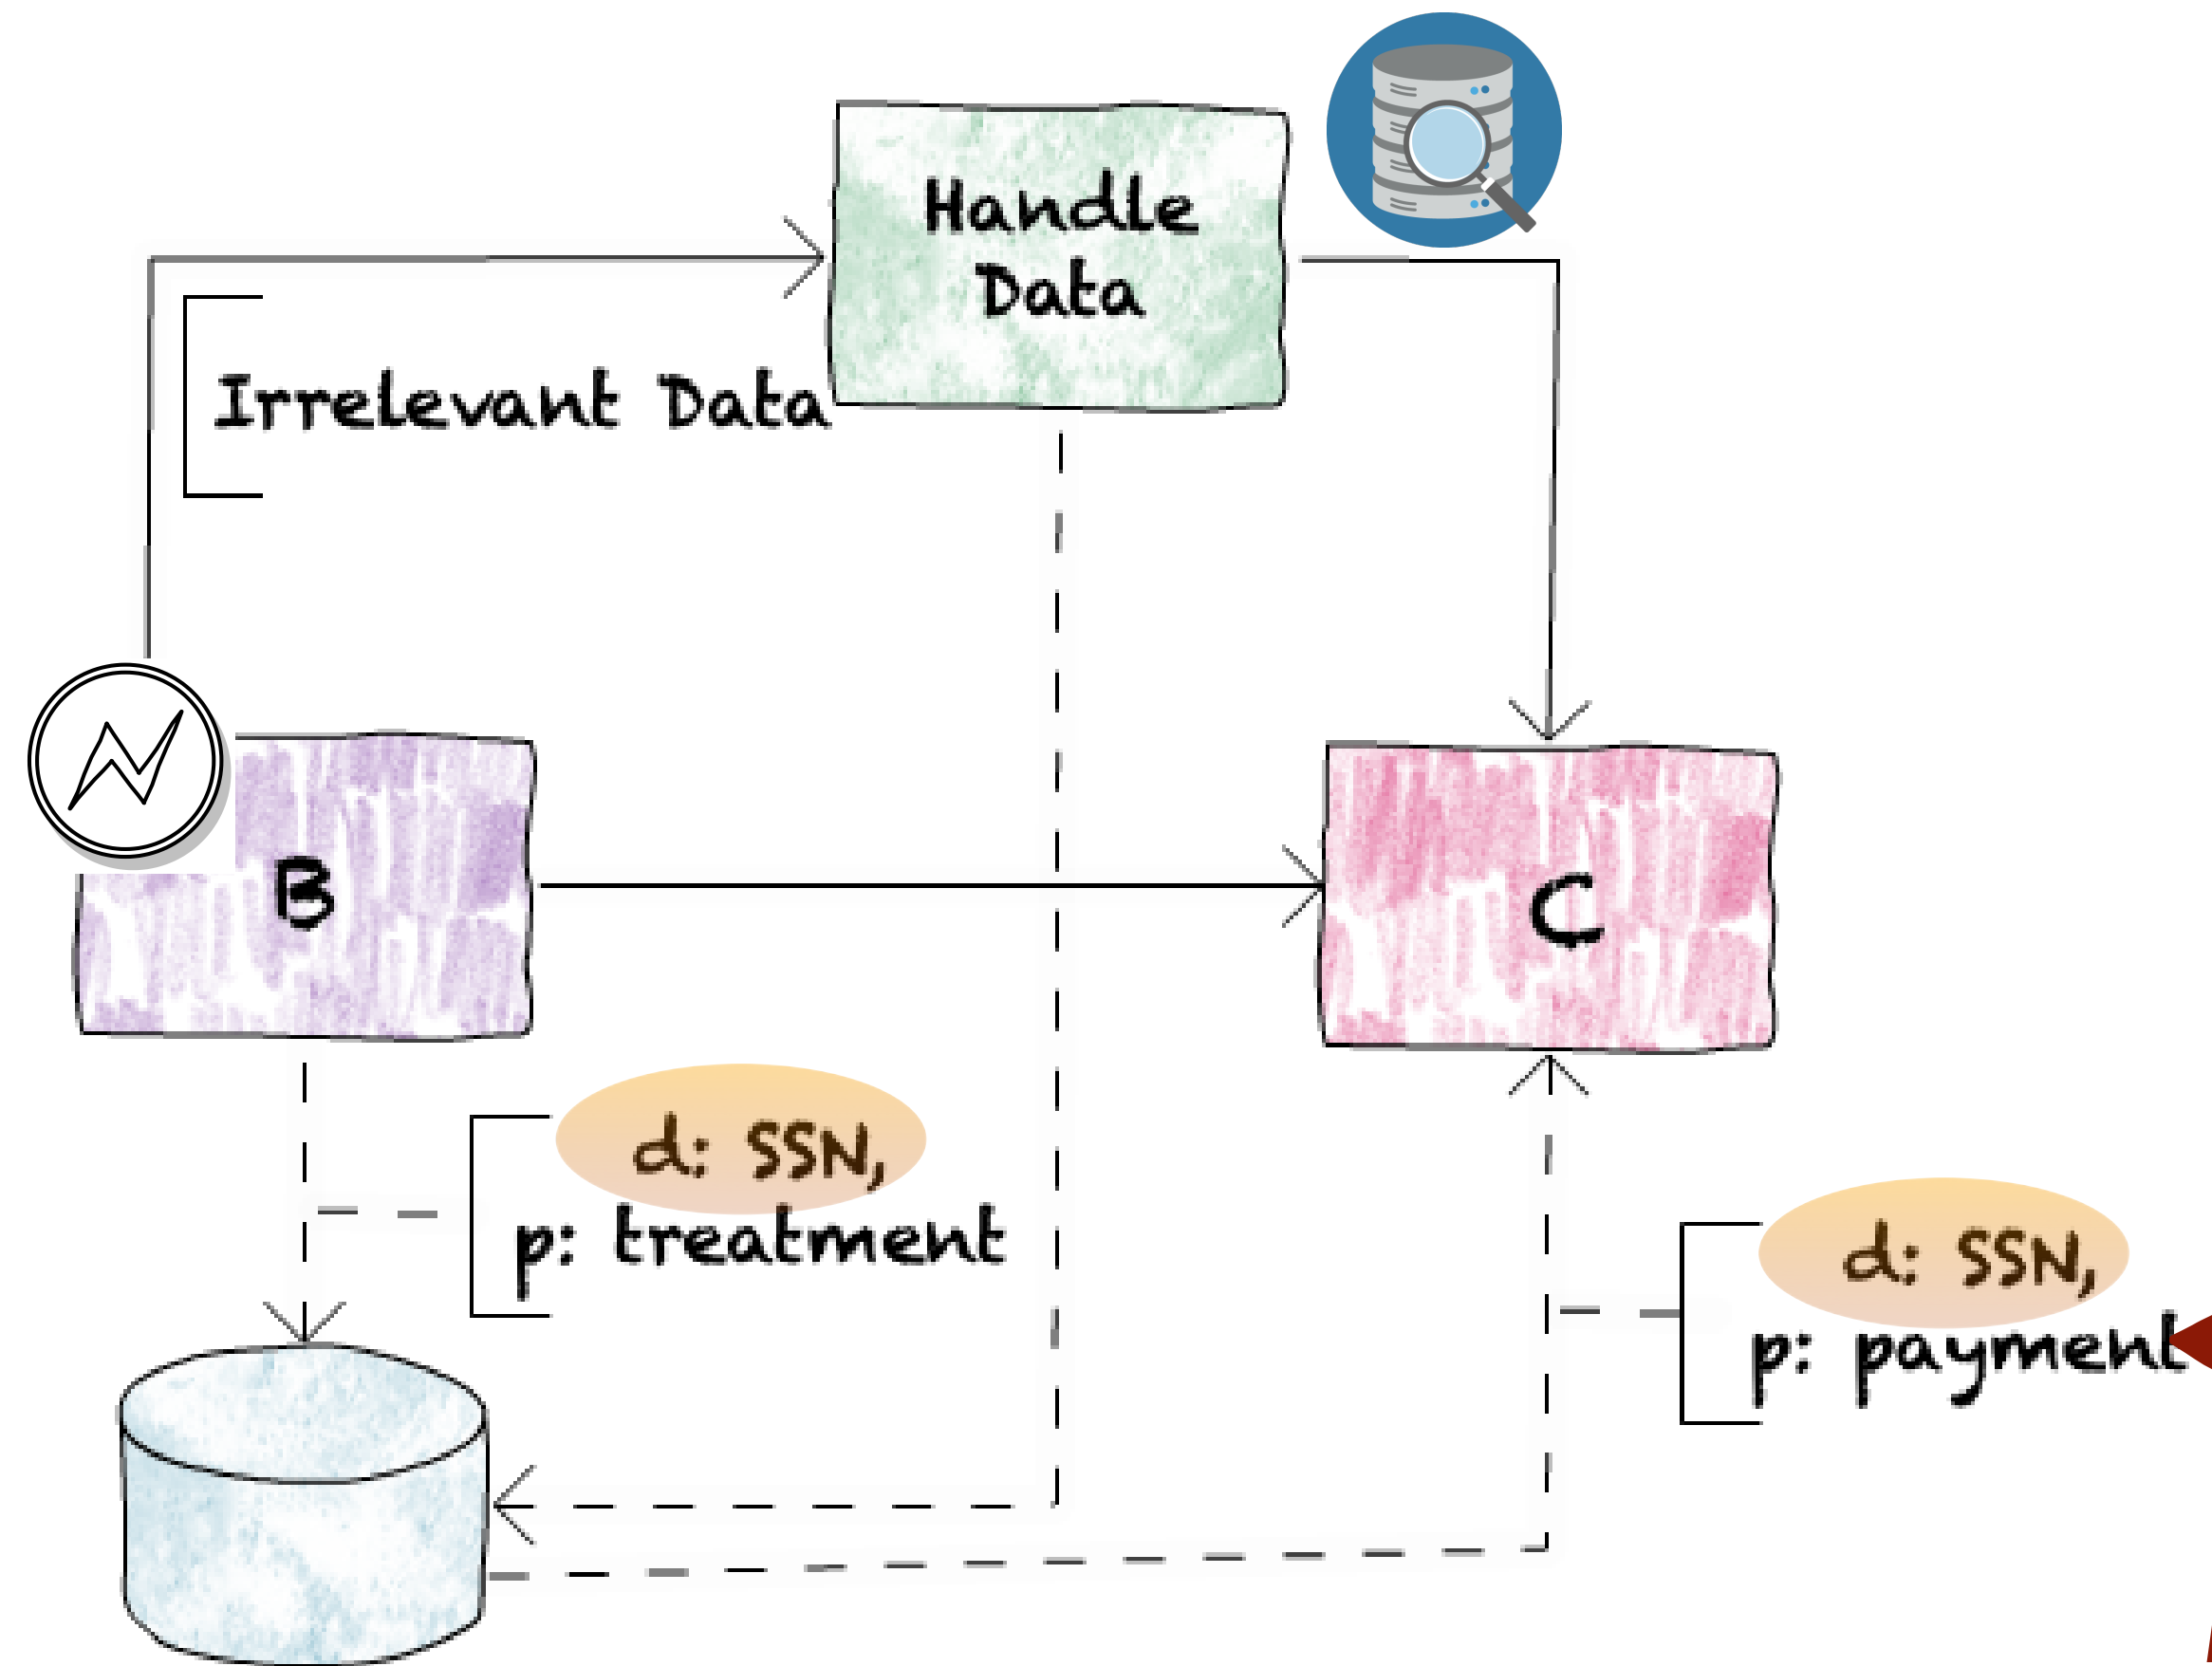 Handle
Data
Irrelevant Data
B
C
d: SSN,
p: treatment
d: SSN,
p: payment